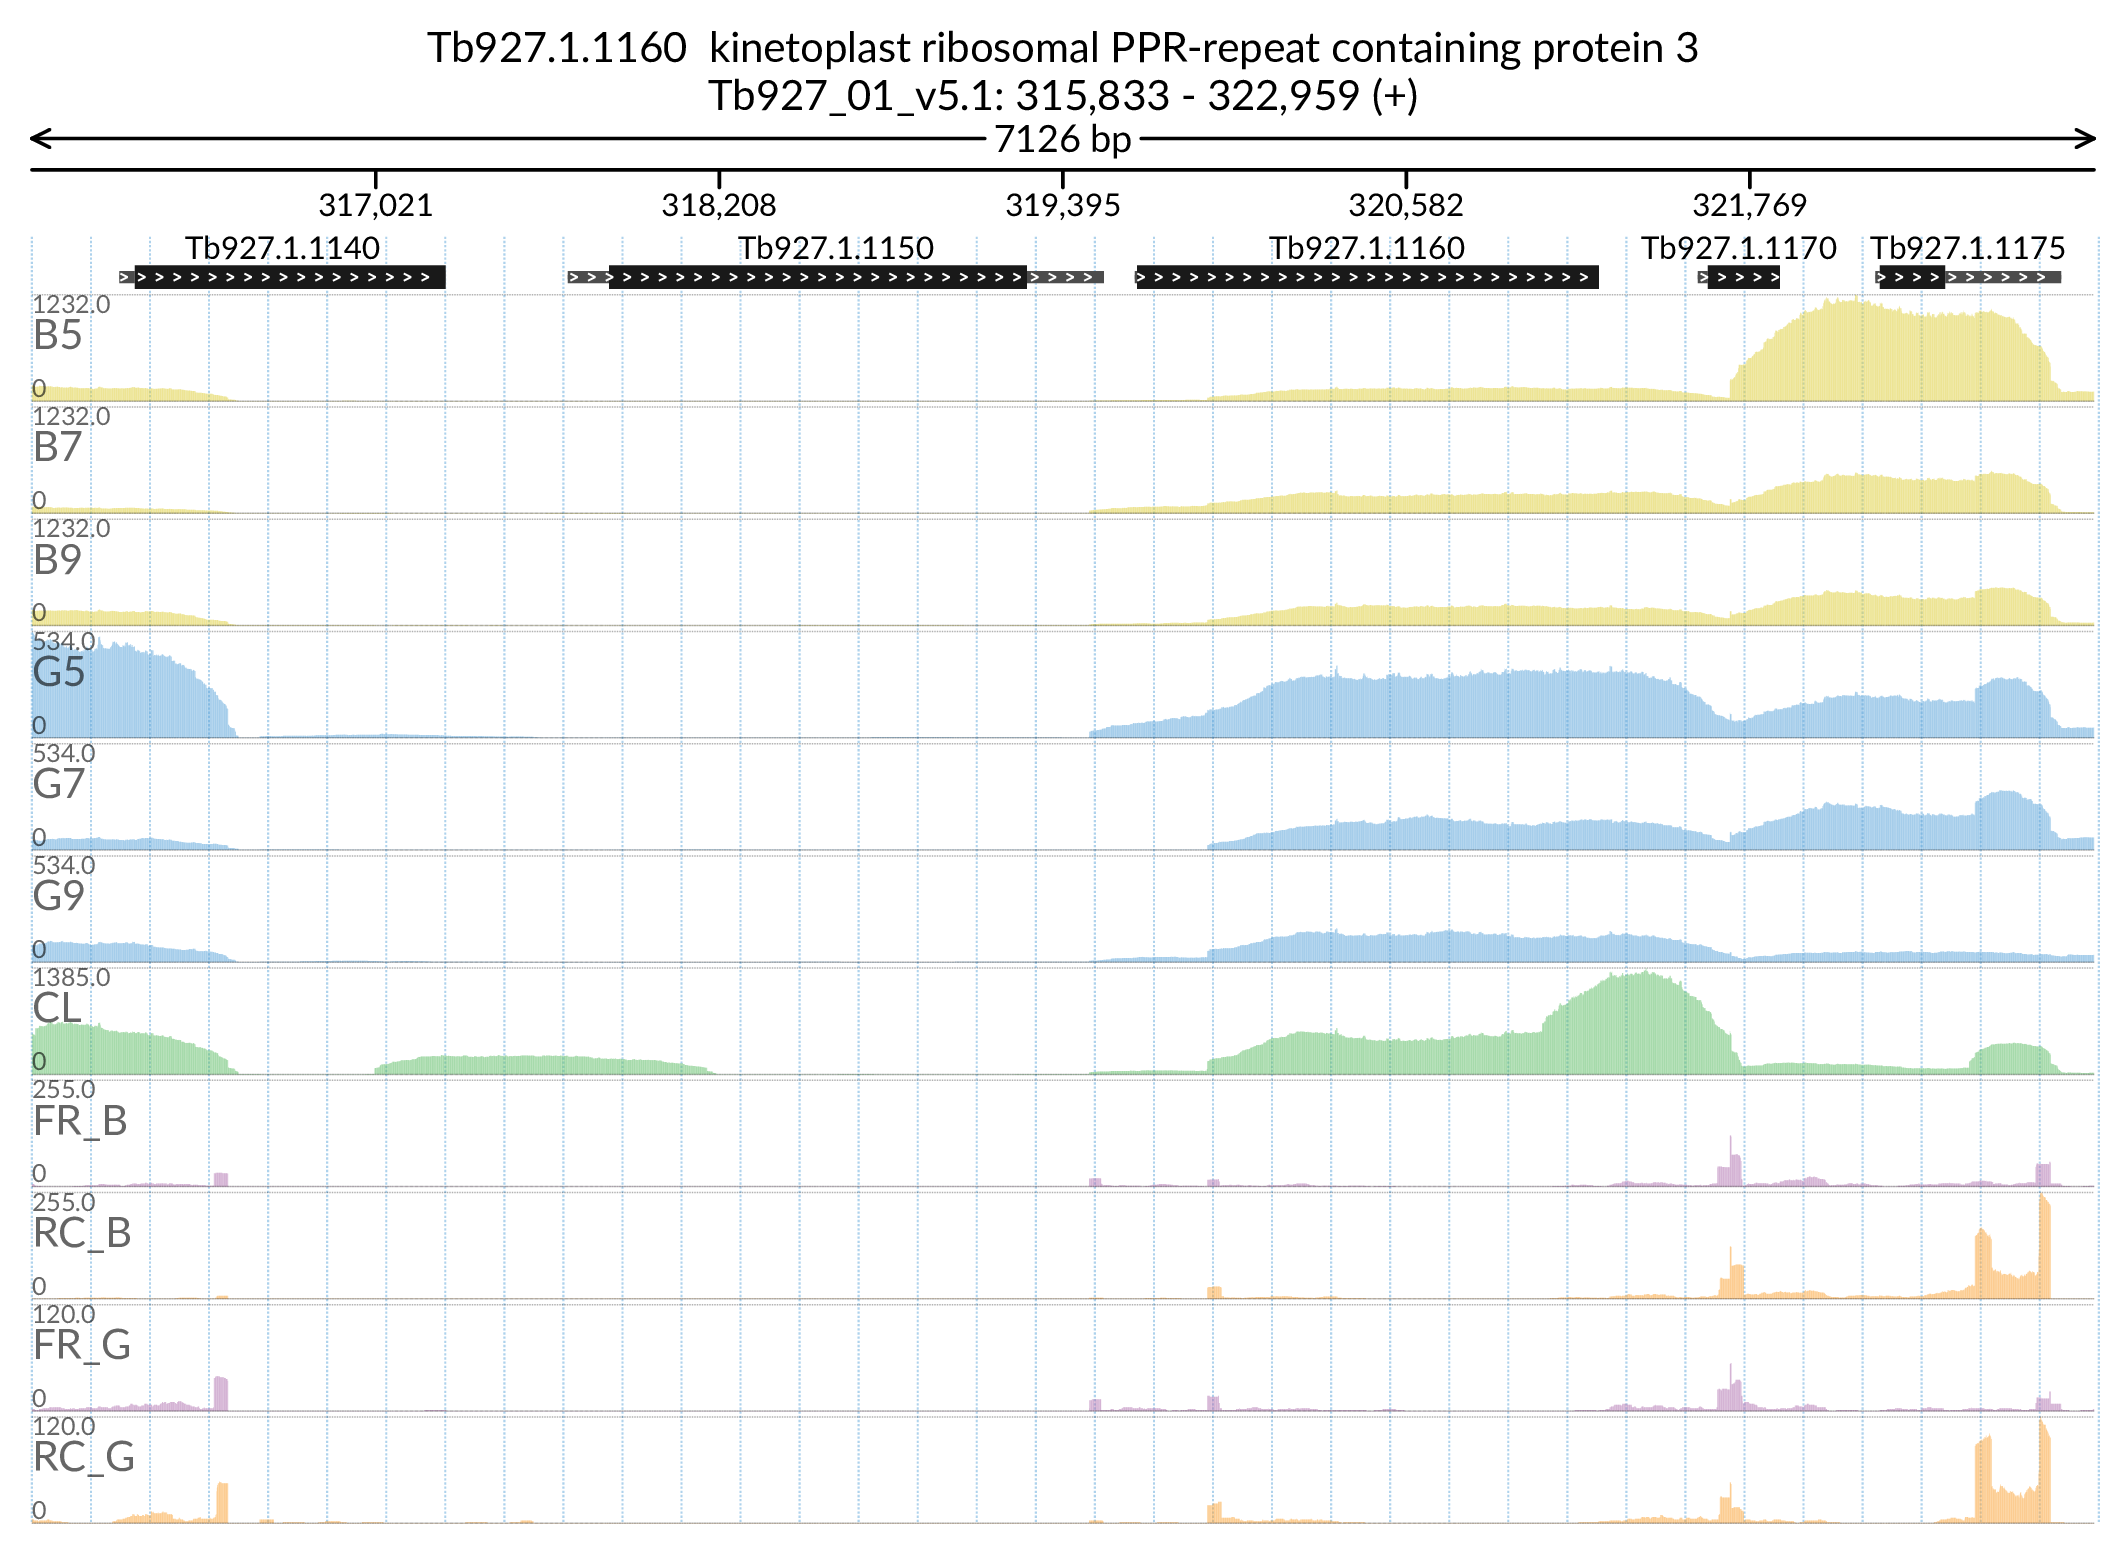 Tb927.1.1160  kinetoplast ribosomal PPR-repeat containing protein 3
Tb927_01_v5.1: 315,833 - 322,959 (+)
7126 bp
317,021 318,208 319,395 320,582 321,769
Tb927.1.1140 Tb927.1.1150 Tb927.1.1160 Tb927.1.1170 Tb927.1.1175
1232.0
B5
0
1232.0
B7
0
1232.0
B9
0
534.0
G5
0
534.0
G7
0
534.0
G9
0
1385.0
CL
0
255.0
FR_B
0
255.0
RC_B
0
120.0
FR_G
0
120.0
RC_G
0